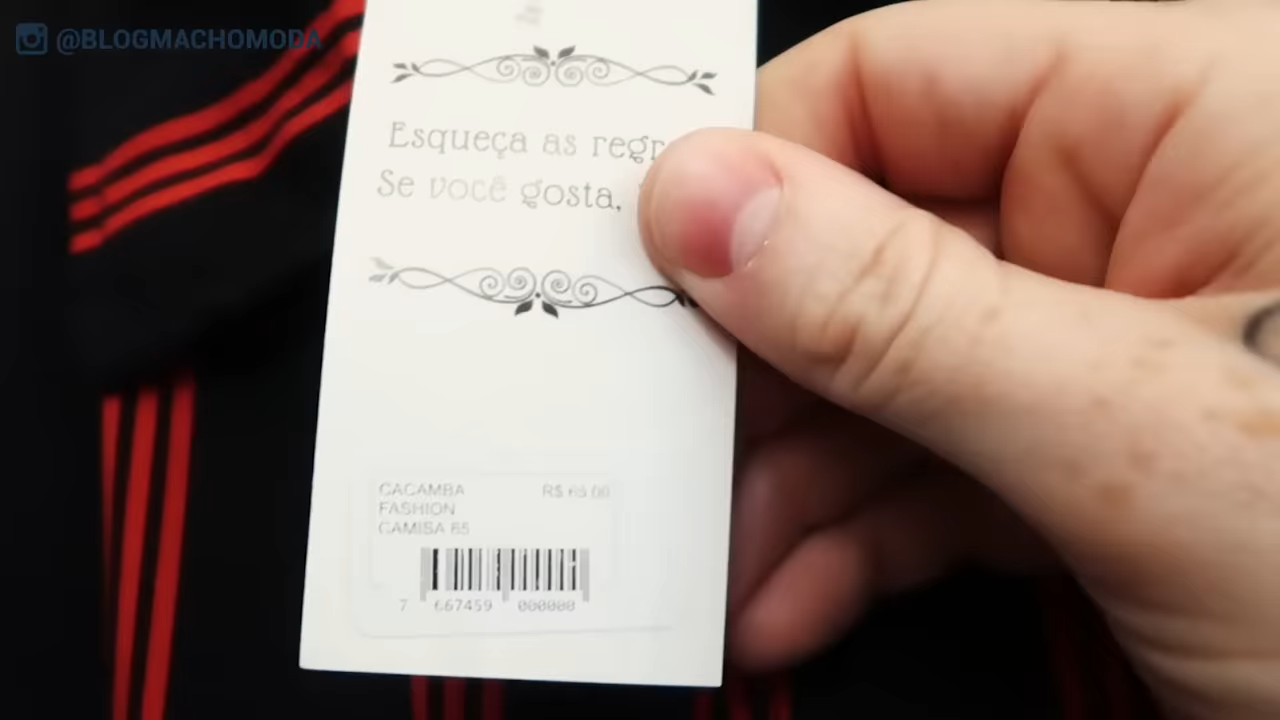 @BLOGMACHOMODA
Esqueça as regr
Se você gosta,
CACAMBA R$ 65,00
FASHION
CAMISA 65
7 667459 000000